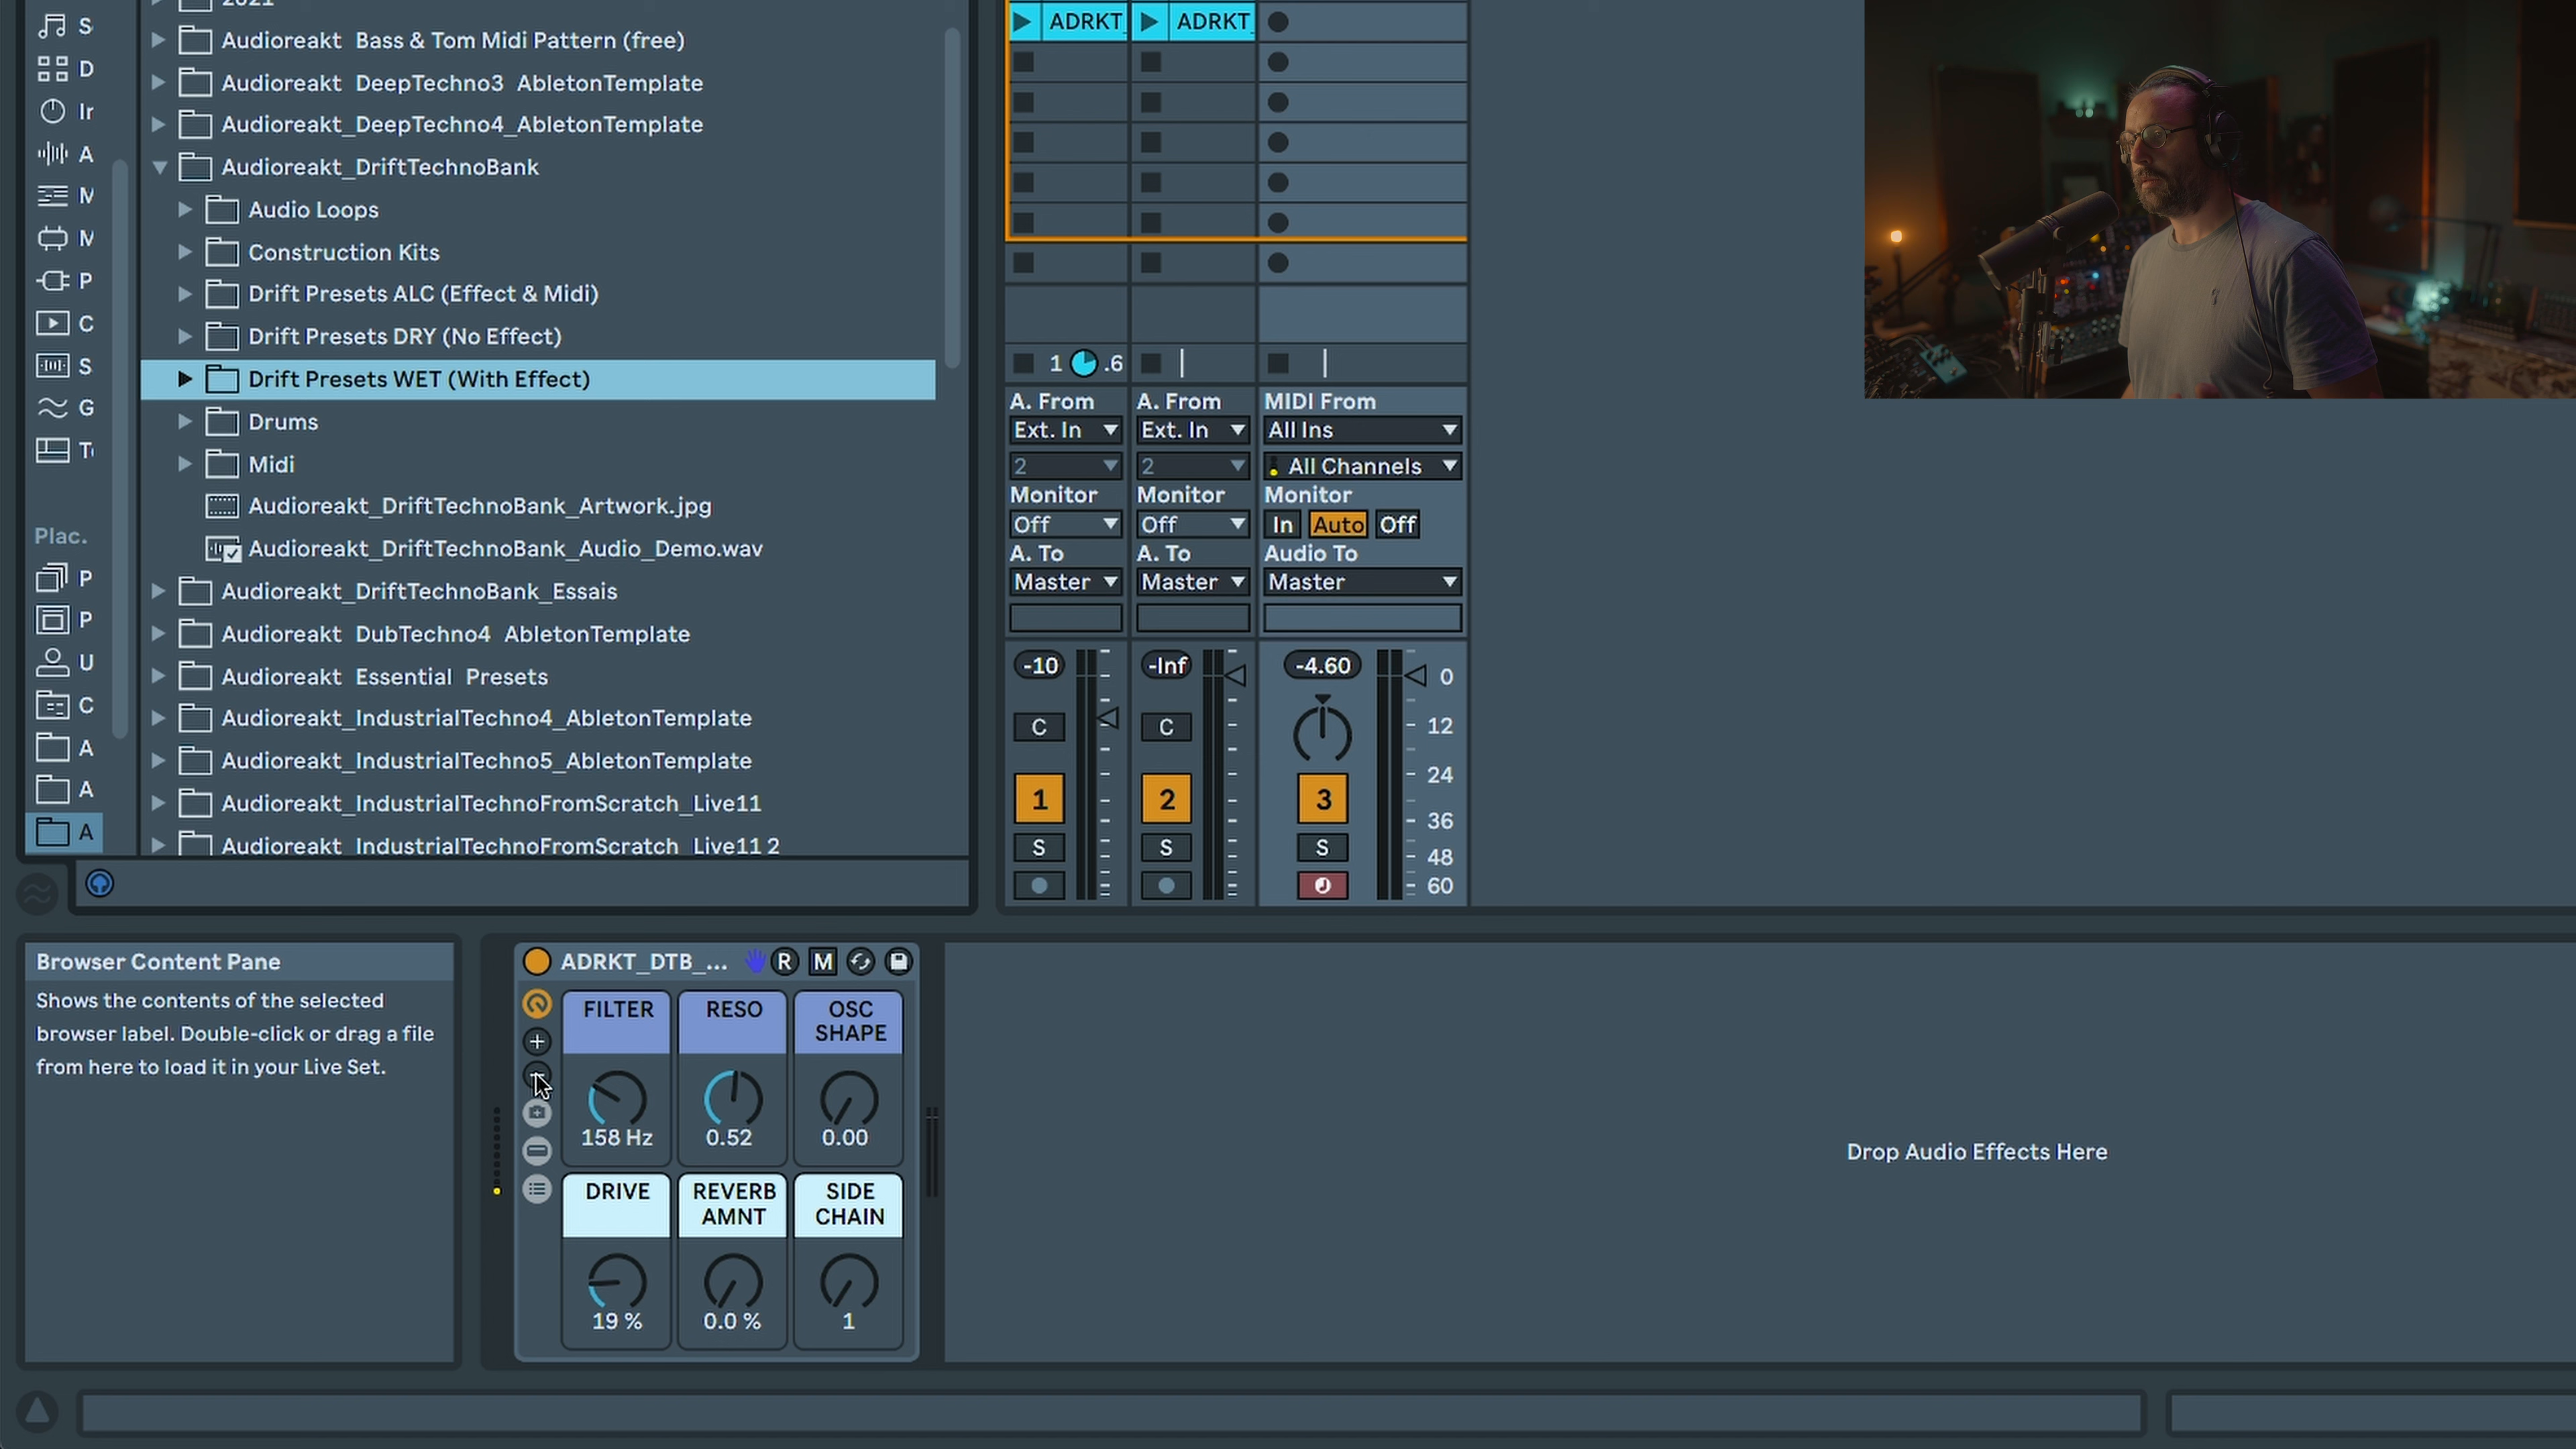 2021
Audioreakt Bass & Tom Midi Pattern (free)
Audioreakt DeepTechno3 AbletonTemplate
Audioreakt_DeepTechno4_AbletonTemplate
Audioreakt_DriftTechnoBank
Audio Loops
Construction Kits
Drift Presets ALC (Effect & Midi)
Drift Presets DRY (No Effect)
Drift Presets WET (With Effect)
Drums
Midi
Audioreakt_DriftTechnoBank_Artwork.jpg
Audioreakt_DriftTechnoBank_Audio_Demo.wav
Audioreakt_DriftTechnoBank_Essais
Audioreakt DubTechno4 AbletonTemplate
Audioreakt Essential Presets
Audioreakt_IndustrialTechno4_AbletonTemplate
Audioreakt_IndustrialTechno5_AbletonTemplate
Audioreakt_IndustrialTechnoFromScratch_Live11
Audioreakt_IndustrialTechnoFromScratch Live11 2
S
D
Ir
A
M
M
P
C
S
G
T
Plac.
P
P
U
C
A
A
A
ADRKT_ ADRKT_
1 .6
A. From A. From MIDI From
Ext. In Ext. In All Ins
2 2 All Channels
Monitor Monitor Monitor
Off Off In Auto Off
A. To A. To Audio To
Master Master Master
-10 -Inf -4.60 0
C C 12
24
1 2 3
36
S S S
48
60
Browser Content Pane
Shows the contents of the selected
browser label. Double-click or drag a file
from here to load it in your Live Set.
ADRKT_DTB_... R M
FILTER RESO OSC
SHAPE
158 Hz 0.52 0.00
DRIVE REVERB SIDE
AMNT CHAIN
19 % 0.0 % 1
Drop Audio Effects Here